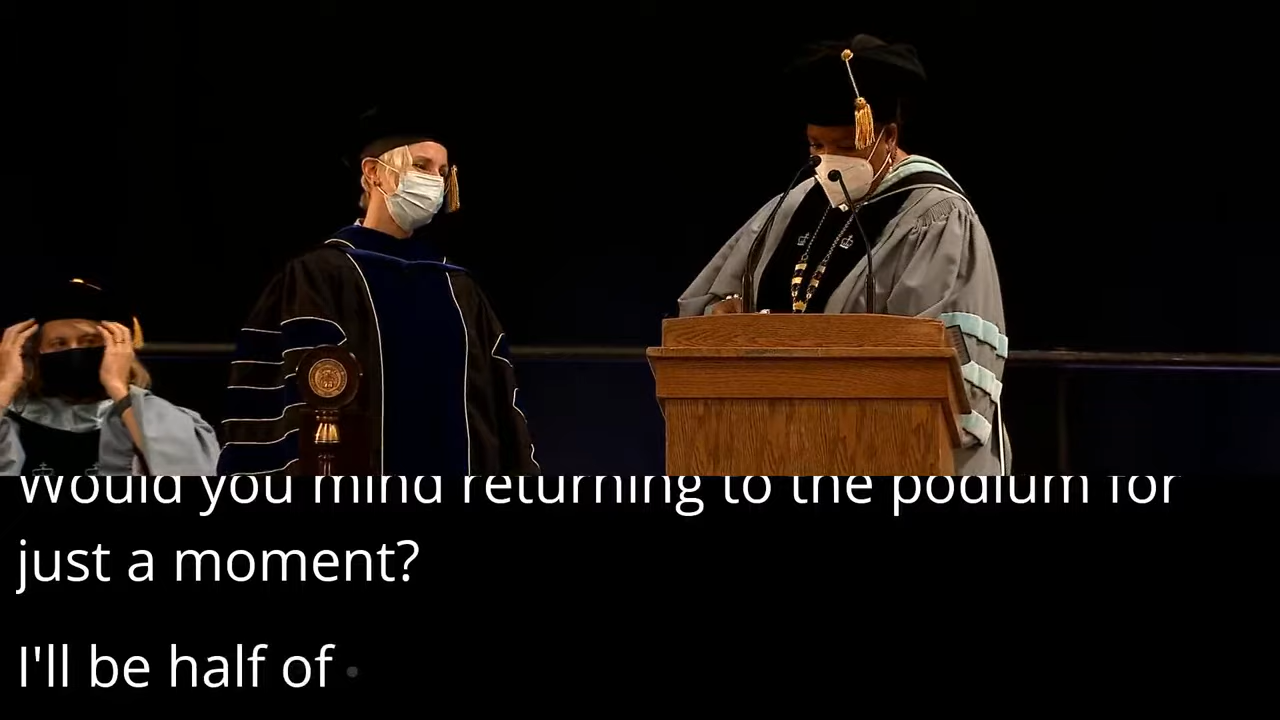 Would you mind returning to the podium for
just a moment?
I'll be half of